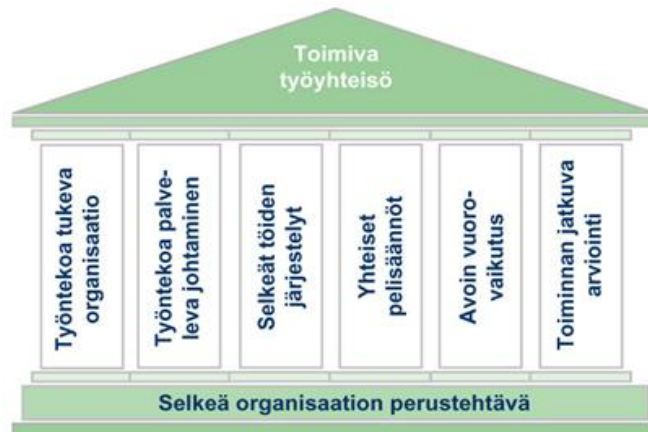 Toimiva
työyhteisö
Työntekoa tukeva
organisaatio
Työntekoa palve-
leva johtaminen
Selkeät töiden
järjestelyt
Yhteiset
pelisäännöt
Avoin vuoro-
vaikutus
Toiminnan jatkuva
arviointi
Selkeä organisaation perustehtävä